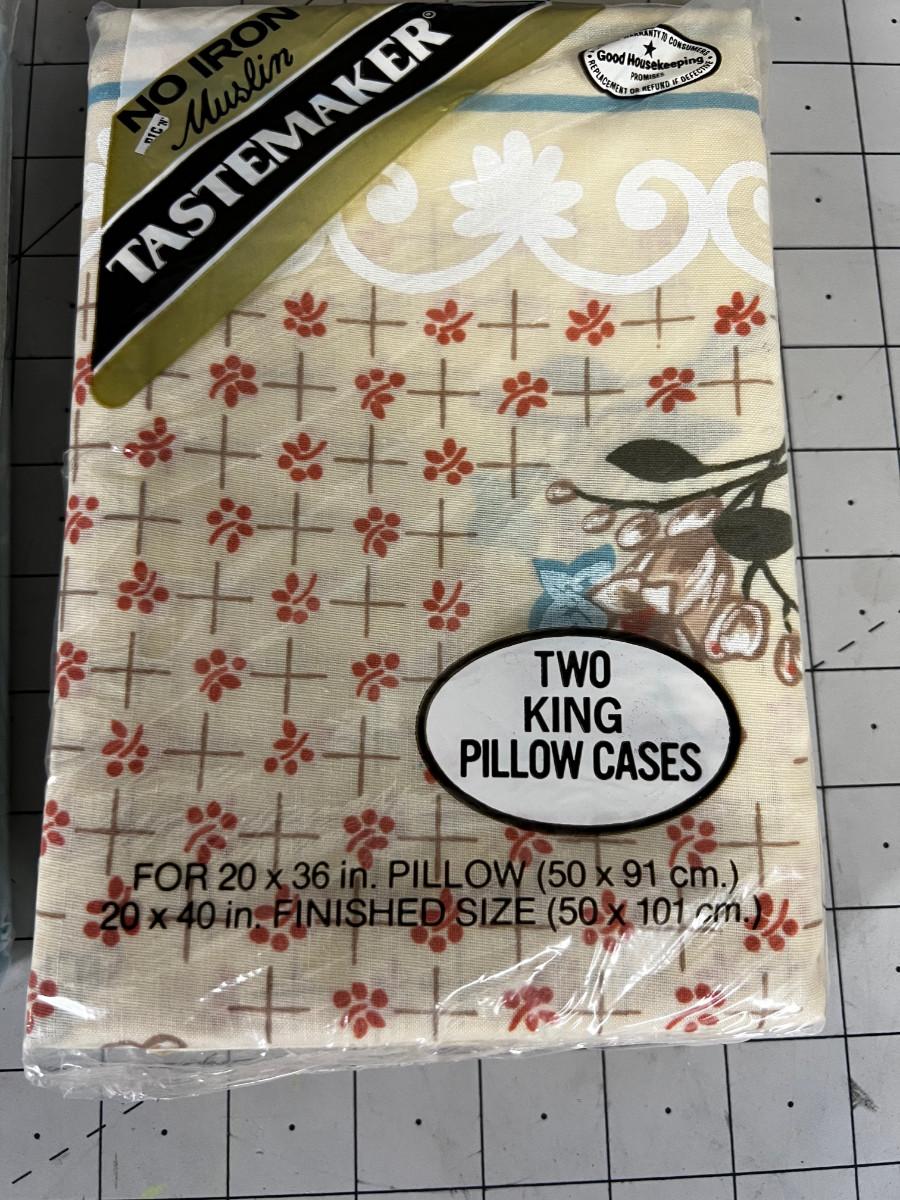 NO IRON
Muslin
TASTEMAKER®
WARRANTY TO CONSUMERS
Good Housekeeping
PROMISES
REPLACEMENT OR REFUND IF DEFECTIVE
TWO
KING
PILLOW CASES
FOR 20 x 36 in. PILLOW (50 x 91 cm.)
20 x 40 in. FINISHED SIZE (50 x 101 cm.)